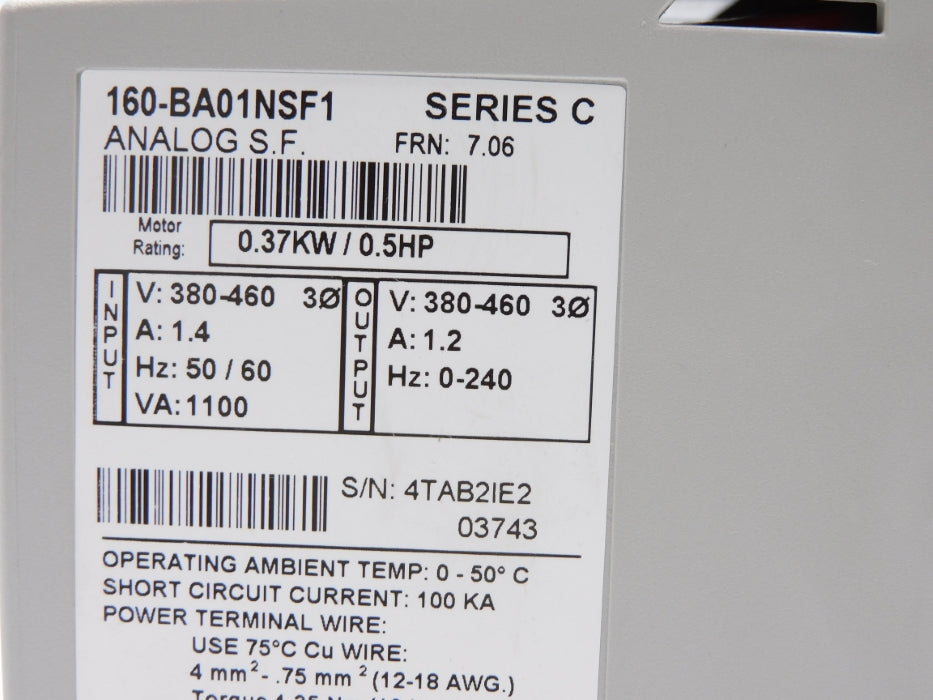 160-BA01NSF1 SERIES C
ANALOG S.F. FRN: 7.06
Motor
Rating: 0.37KW / 0.5HP
INPUT
V: 380-460 3Ø
A: 1.4
Hz: 50 / 60
VA: 1100
OUTPUT
V: 380-460 3Ø
A: 1.2
Hz: 0-240
S/N: 4TAB2IE2
03743
OPERATING AMBIENT TEMP: 0 - 50° C
SHORT CIRCUIT CURRENT: 100 KA
POWER TERMINAL WIRE:
USE 75°C Cu WIRE:
4 mm² - .75 mm² (12-18 AWG.)